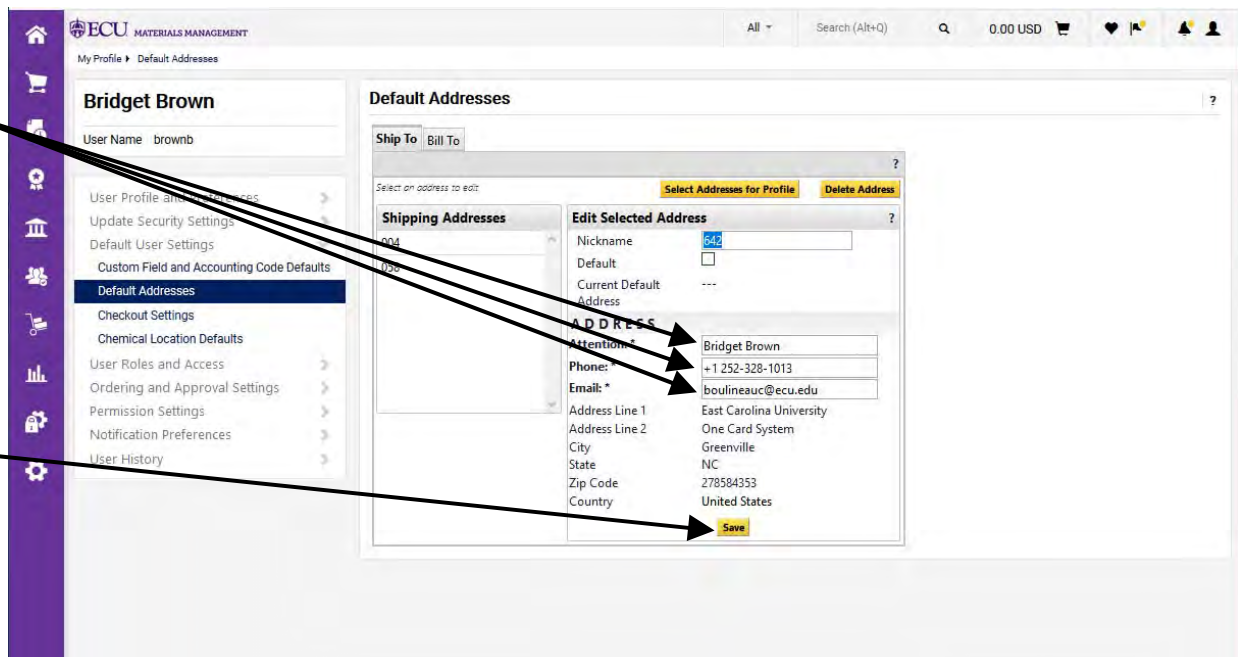 ECU MATERIALS MANAGEMENT
All
Search (Alt+Q)
0.00 USD
My Profile
Default Addresses
Bridget Brown
User Name brownb
User Profile and Preferences
Update Security Settings
Default User Settings
Custom Field and Accounting Code Defaults
Default Addresses
Checkout Settings
Chemical Location Defaults
User Roles and Access
Ordering and Approval Settings
Permission Settings
Notification Preferences
User History
Default Addresses
?
Ship To
Bill To
?
Select an address to edit
Select Addresses for Profile
Delete Address
Shipping Addresses
004
058
Edit Selected Address
?
Nickname 642
Default
Current Default ---
Address
ADDRESS
Attention: * Bridget Brown
Phone: * +1 252-328-1013
Email: * boulineauc@ecu.edu
Address Line 1 East Carolina University
Address Line 2 One Card System
City Greenville
State NC
Zip Code 278584353
Country United States
Save